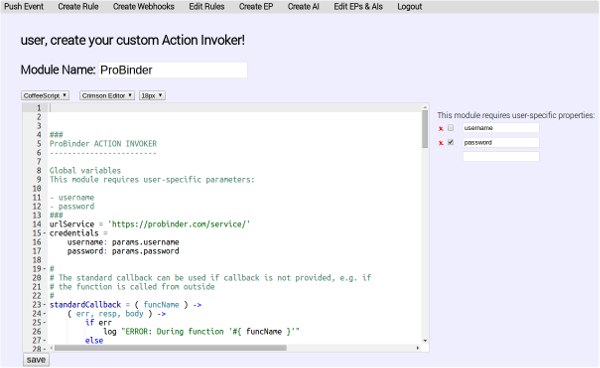 Push Event Create Rule Create Webhooks Edit Rules Create EP Create AI Edit EPs & AIs Logout
user, create your custom Action Invoker!
Module Name: ProBinder
CoffeeScript Crimson Editor 18px
This module requires user-specific properties:
x username
x password
1
2
3
4 ###
5 ProBinder ACTION INVOKER
6 ------------------------
7
8 Global variables
9 This module requires user-specific parameters:
10
11 - username
12 - password
13 ###
14 urlService = 'https://probinder.com/service/'
15 credentials =
16 username: params.username
17 password: params.password
18
19 #
20 # The standard callback can be used if callback is not provided, e.g. if
21 # the function is called from outside
22 #
23 standardCallback = ( funcName ) ->
24 ( err, resp, body ) ->
25 if err
26 log "ERROR: During function '#{ funcName }'"
27 else
28
save